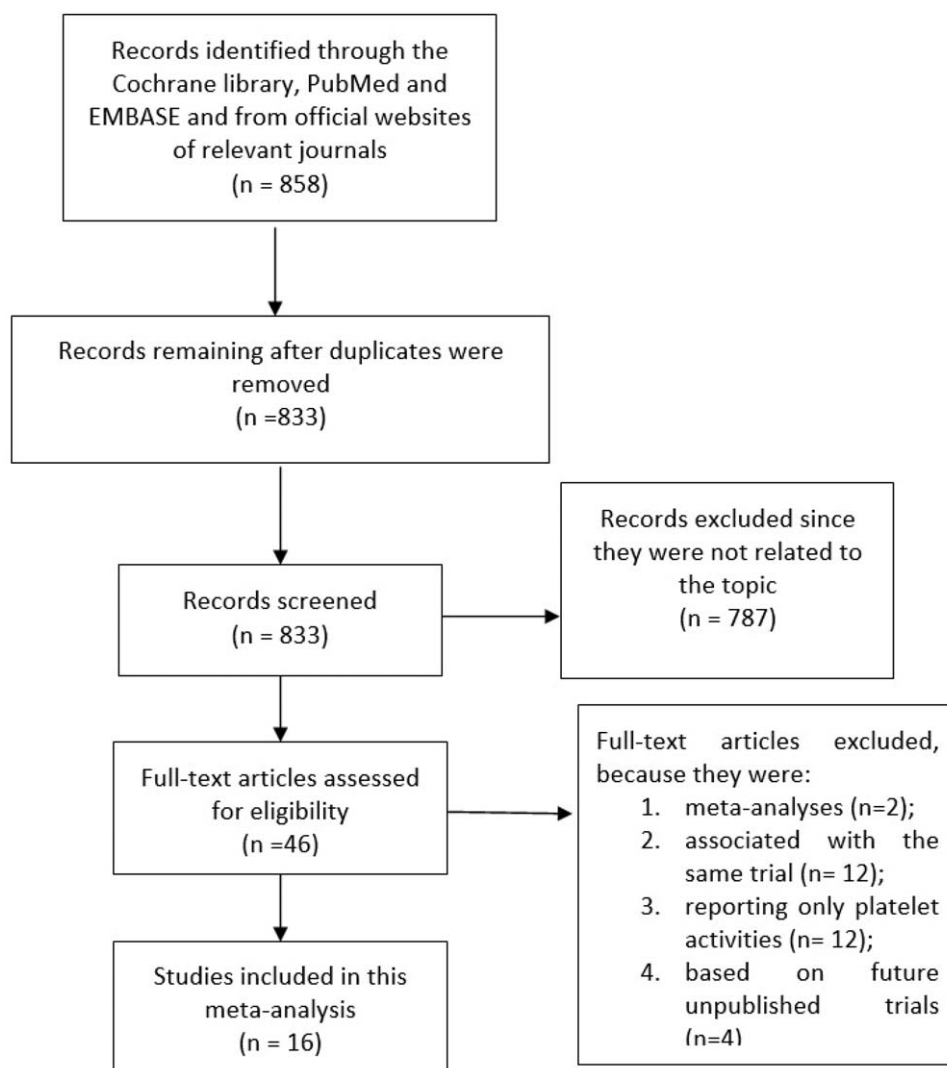 Records identified through the
Cochrane library, PubMed and
EMBASE and from official websites
of relevant journals
(n = 858)
Records remaining after duplicates were
removed
(n =833)
Records screened
(n = 833)
Records excluded since
they were not related to
the topic
(n = 787)
Full-text articles assessed
for eligibility
(n =46)
Full-text articles excluded,
because they were:
1. meta-analyses (n=2);
2. associated with the
same trial (n= 12);
3. reporting only platelet
activities (n= 12);
4. based on future
unpublished trials
(n=4)
Studies included in this
meta-analysis
(n = 16)